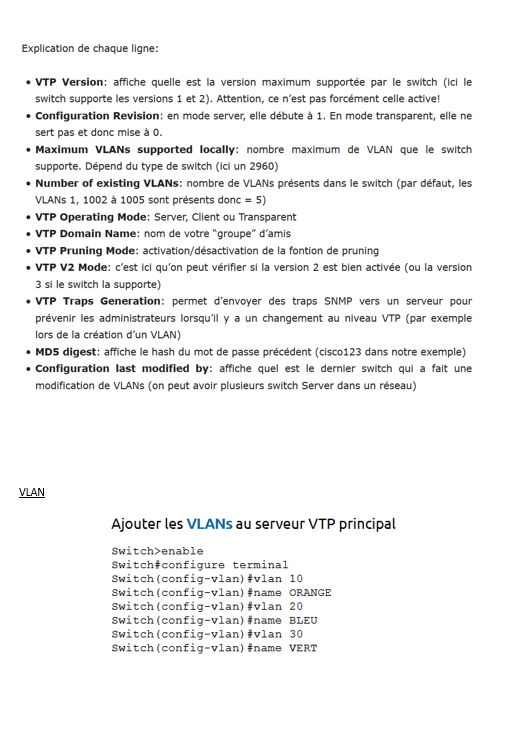 Explication de chaque ligne:
• VTP Version: affiche quelle est la version maximum supportée par le switch (ici le
switch supporte les versions 1 et 2). Attention, ce n'est pas forcément celle active!
• Configuration Revision: en mode server, elle débute à 1. En mode transparent, elle ne
sert pas et donc mise à 0.
• Maximum VLANs supported locally: nombre maximum de VLAN que le switch
supporte. Dépend du type de switch (ici un 2960)
• Number of existing VLANs: nombre de VLANs présents dans le switch (par défaut, les
VLANs 1, 1002 à 1005 sont présents donc = 5)
• VTP Operating Mode: Server, Client ou Transparent
• VTP Domain Name: nom de votre "groupe" d'amis
• VTP Pruning Mode: activation/désactivation de la fontion de pruning
• VTP V2 Mode: c'est ici qu'on peut vérifier si la version 2 est bien activée (ou la version
3 si le switch la supporte)
• VTP Traps Generation: permet d'envoyer des traps SNMP vers un serveur pour
prévenir les administrateurs lorsqu'il y a un changement au niveau VTP (par exemple
lors de la création d'un VLAN)
• MD5 digest: affiche le hash du mot de passe précédent (cisco123 dans notre exemple)
• Configuration last modified by: affiche quel est le dernier switch qui a fait une
modification de VLANs (on peut avoir plusieurs switch Server dans un réseau)
VLAN
Ajouter les VLANs au serveur VTP principal
Switch>enable
Switch#configure terminal
Switch(config-vlan)#vlan 10
Switch(config-vlan)#name ORANGE
Switch(config-vlan)#vlan 20
Switch(config-vlan)#name BLEU
Switch(config-vlan)#vlan 30
Switch(config-vlan)#name VERT